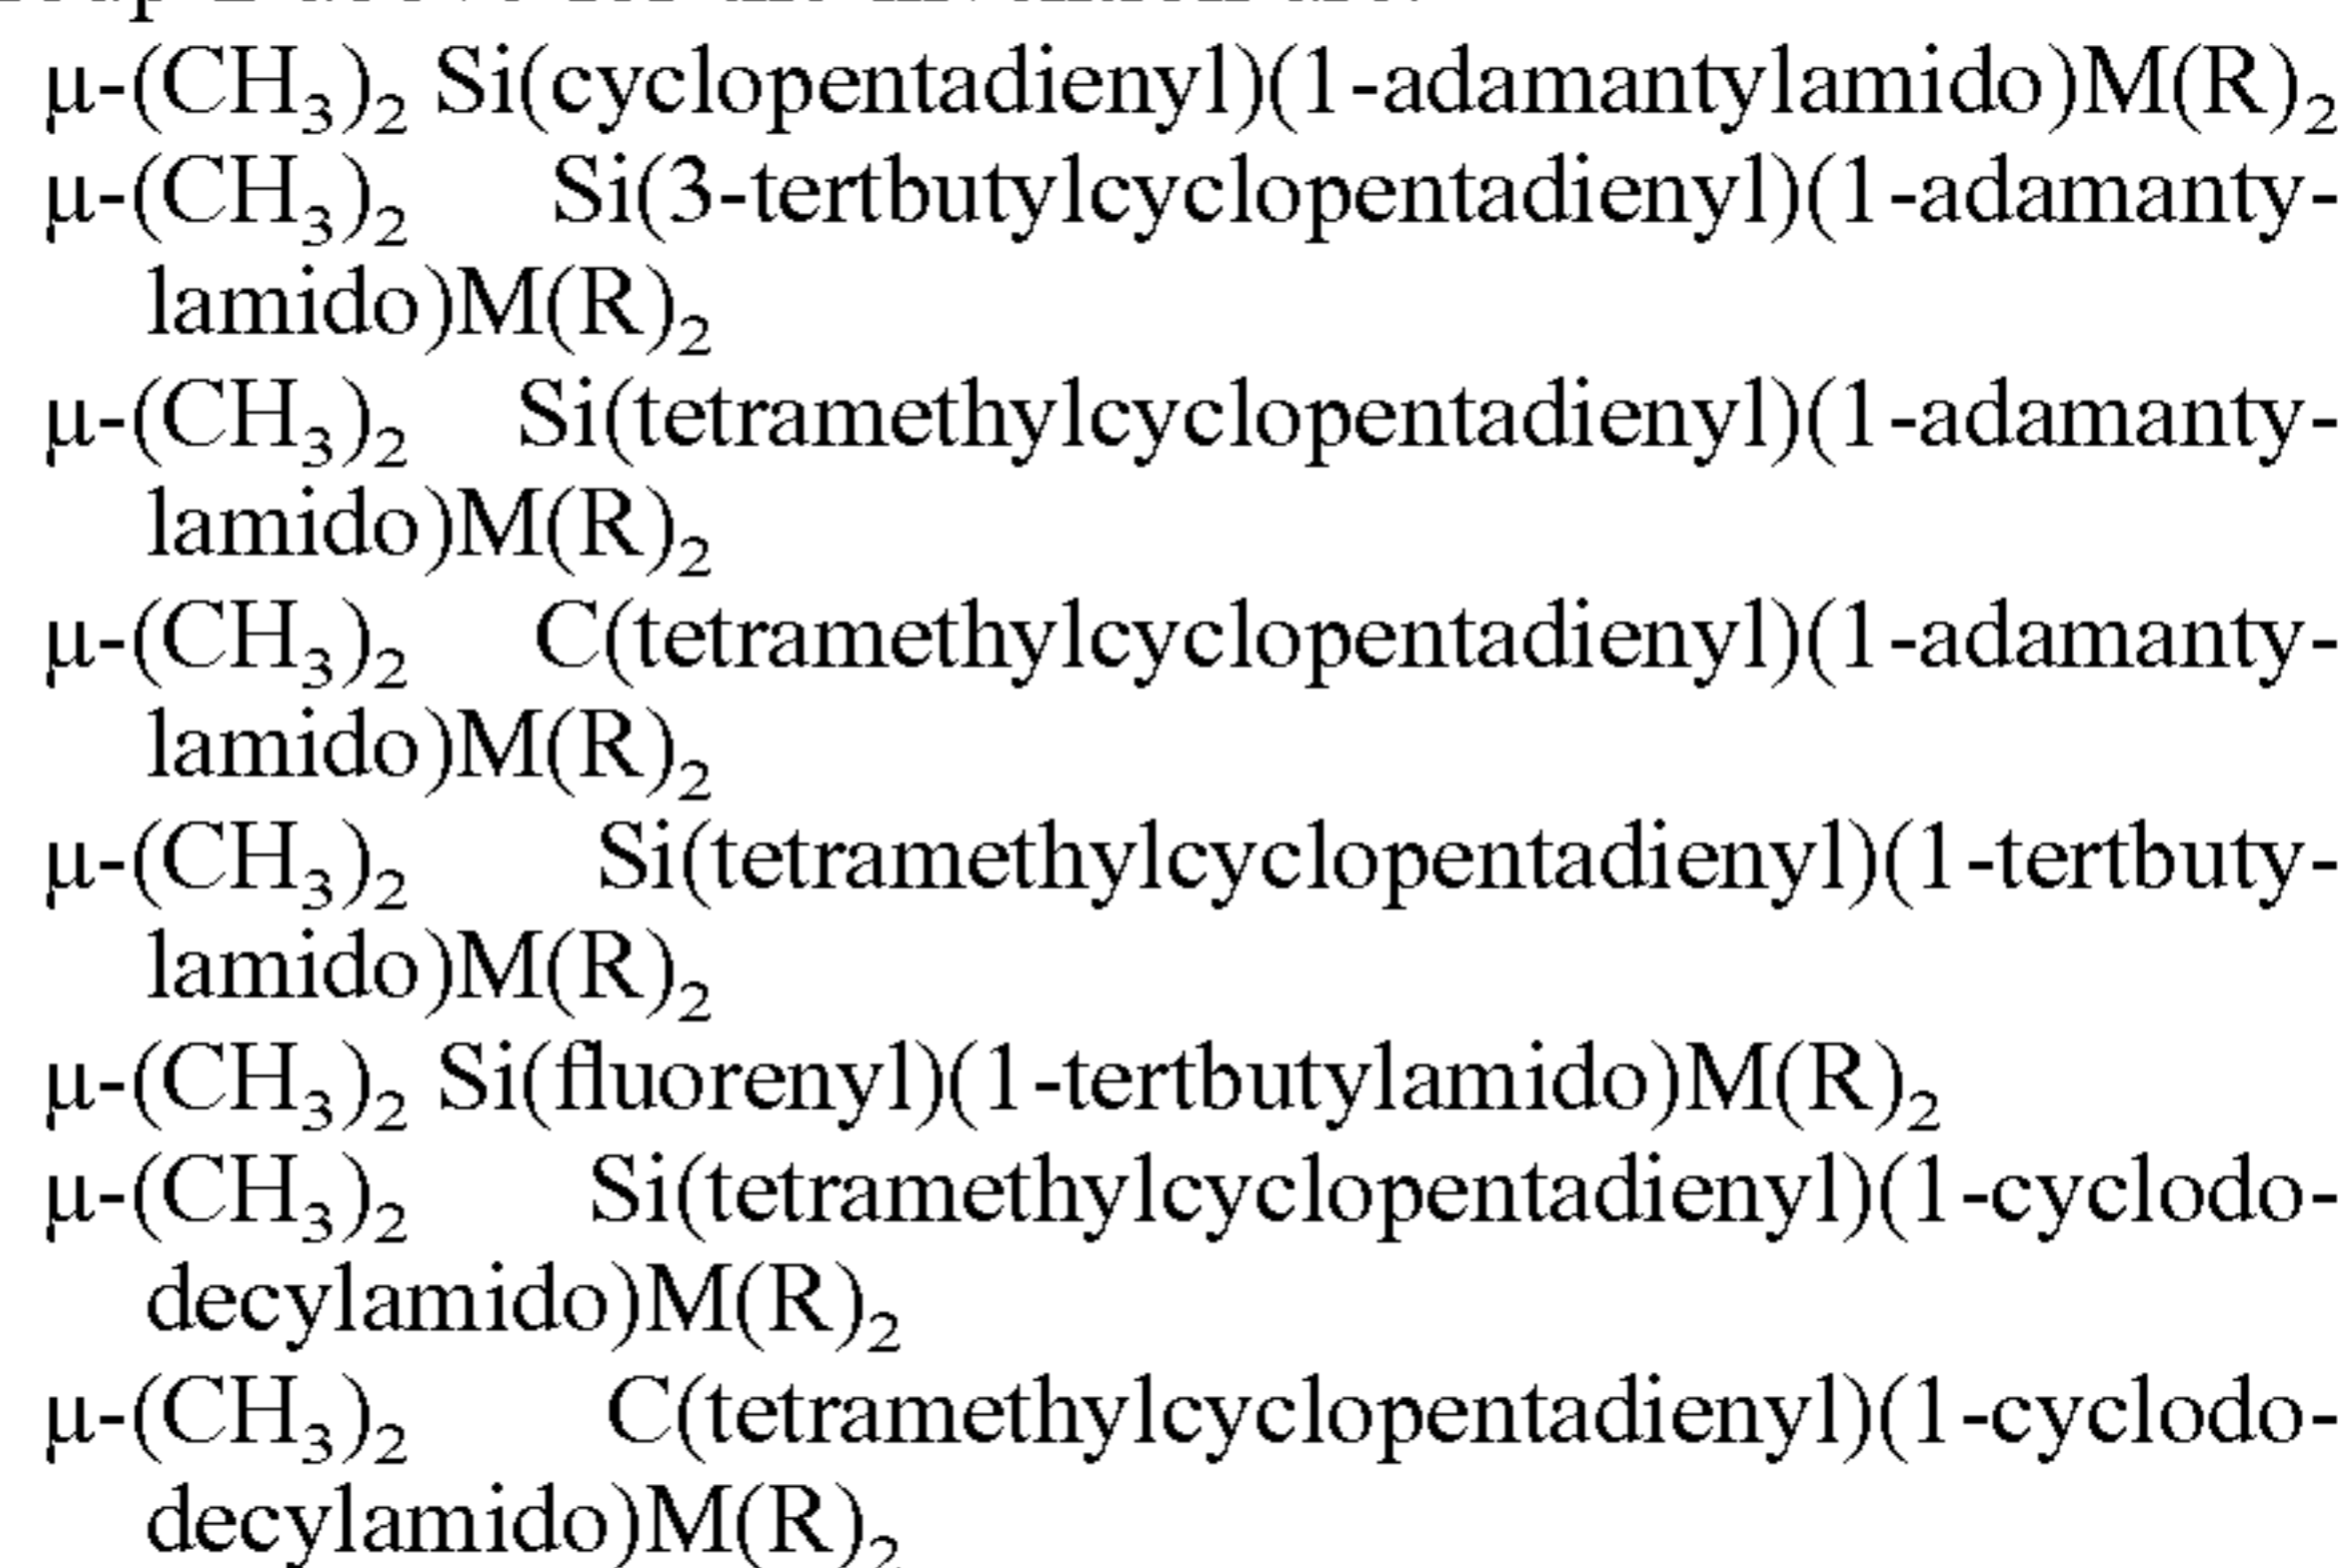 μ-(CH₃)₂ Si(cyclopentadienyl)(1-adamantylamido)M(R)₂
μ-(CH₃)₂ Si(3-tertbutylcyclopentadienyl)(1-adamanty-
lamido)M(R)₂
μ-(CH₃)₂ Si(tetramethylcyclopentadienyl)(1-adamanty-
lamido)M(R)₂
μ-(CH₃)₂ C(tetramethylcyclopentadienyl)(1-adamanty-
lamido)M(R)₂
μ-(CH₃)₂ Si(tetramethylcyclopentadienyl)(1-tertbuty-
lamido)M(R)₂
μ-(CH₃)₂ Si(fluorenyl)(1-tertbutylamido)M(R)₂
μ-(CH₃)₂ Si(tetramethylcyclopentadienyl)(1-cyclodo-
decylamido)M(R)₂
μ-(CH₃)₂ C(tetramethylcyclopentadienyl)(1-cyclodo-
decylamido)M(R)₂